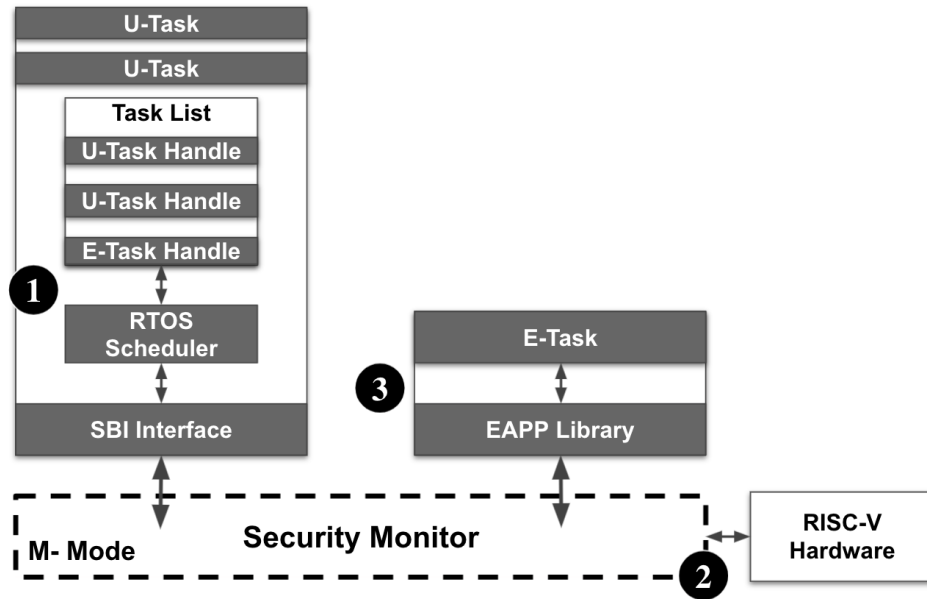 U-Task
U-Task
Task List
U-Task Handle
U-Task Handle
E-Task Handle
1
RTOS
Scheduler
SBI Interface
E-Task
3
EAPP Library
Security Monitor
M- Mode
2
RISC-V
Hardware